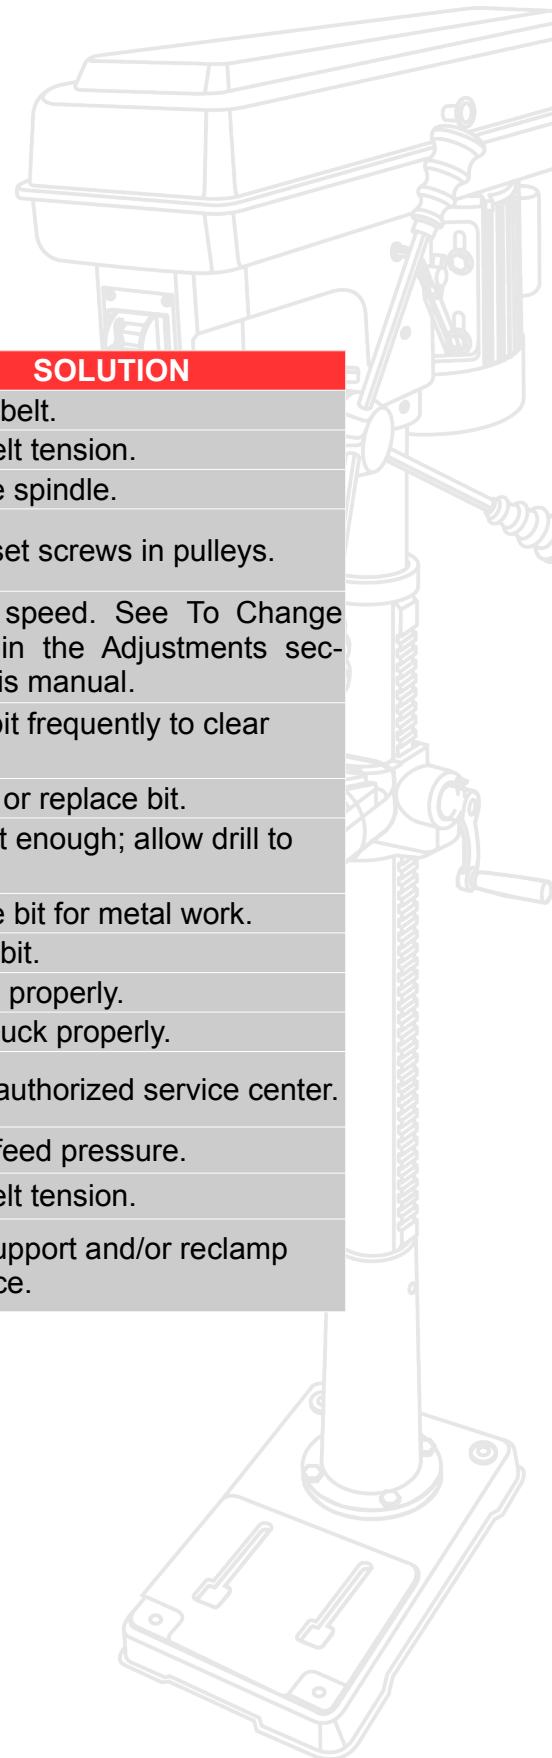 SOLUTION
belt.
elt tension.
e spindle.
set screws in pulleys.
speed. See To Change
in the Adjustments sec-
is manual.
bit frequently to clear
or replace bit.
t enough; allow drill to
e bit for metal work.
bit.
properly.
uck properly.
authorized service center.
feed pressure.
elt tension.
upport and/or reclamp
ce.